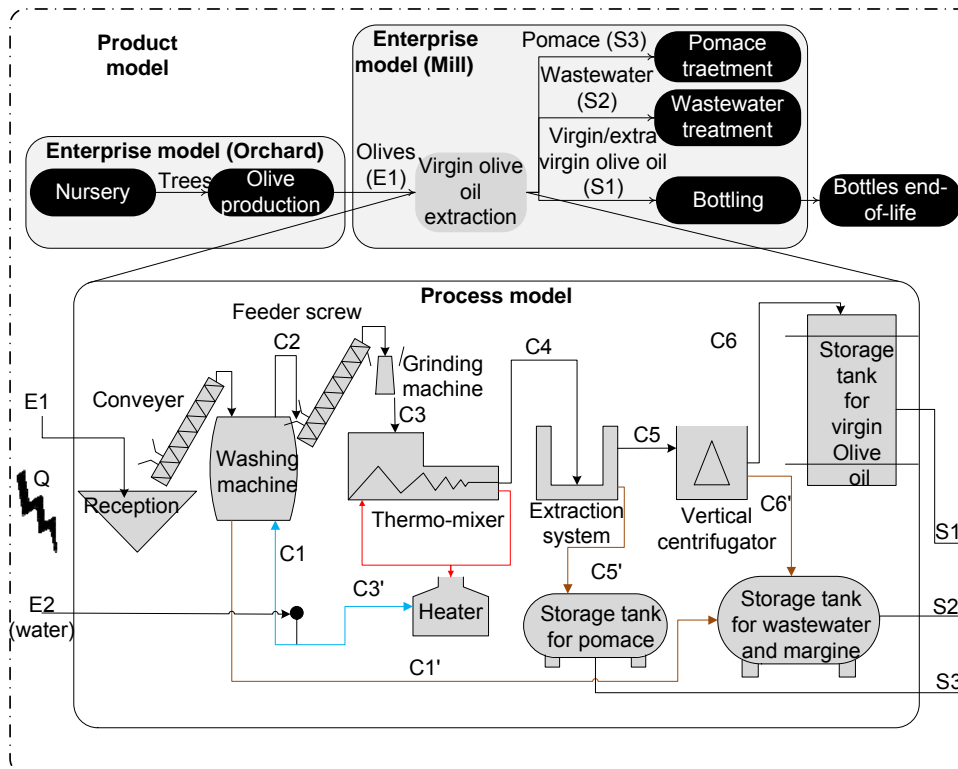 Product
model
Enterprise
model (Mill)
Pomace (S3)
Pomace
traetment
Wastewater
(S2)
Wastewater
treatment
Virgin/extra
virgin olive oil
(S1)
Enterprise model (Orchard)
Nursery
Trees
Olive
production
Olives
(E1)
Virgin olive
oil
extraction
Bottling
Bottles end-
of-life
Process model
Feeder screw
C2
C4
C6
Conveyer
Grinding
machine
Storage
tank
for
virgin
Olive
oil
E1
C3
C5
Washing
machine
Q
Reception
Thermo-mixer
Extraction
system
Vertical
centrifugator
C6'
S1
C1
C3'
C5'
E2
(water)
Heater
Storage tank
for pomace
Storage tank
for wastewater
and margine
S2
C1'
S3